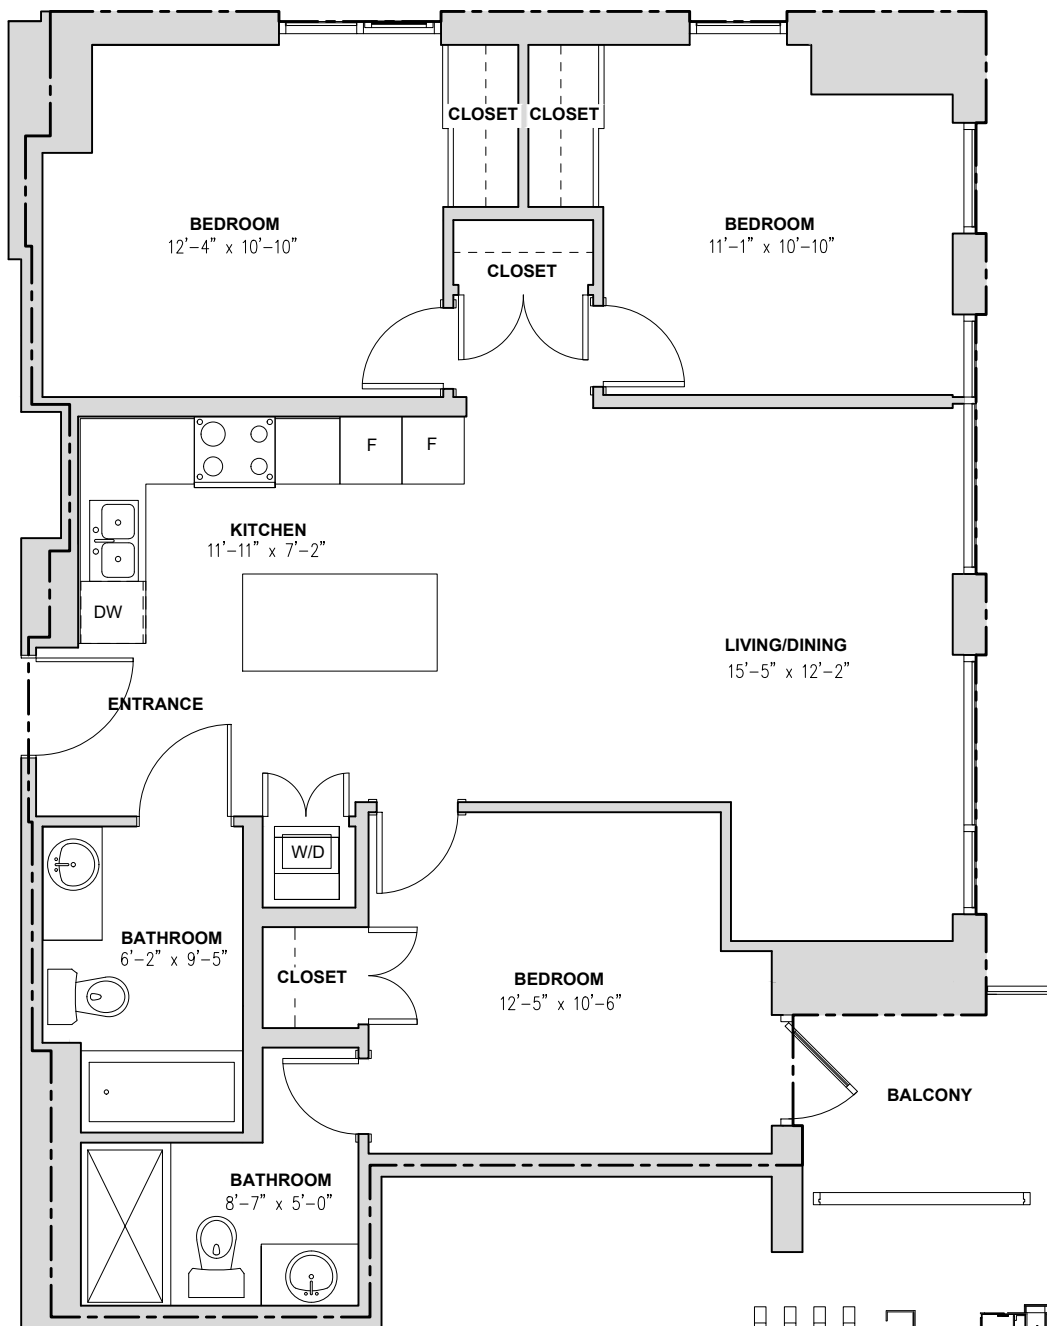 CLOSET
CLOSET
BEDROOM
12'-4" x 10'-10"
BEDROOM
11'-1" x 10'-10"
CLOSET
F
F
KITCHEN
11'-11" x 7'-2"
DW
LIVING/DINING
15'-5" x 12'-2"
ENTRANCE
W/D
BATHROOM
6'-2" x 9'-5"
CLOSET
BEDROOM
12'-5" x 10'-6"
BALCONY
BATHROOM
8'-7" x 5'-0"